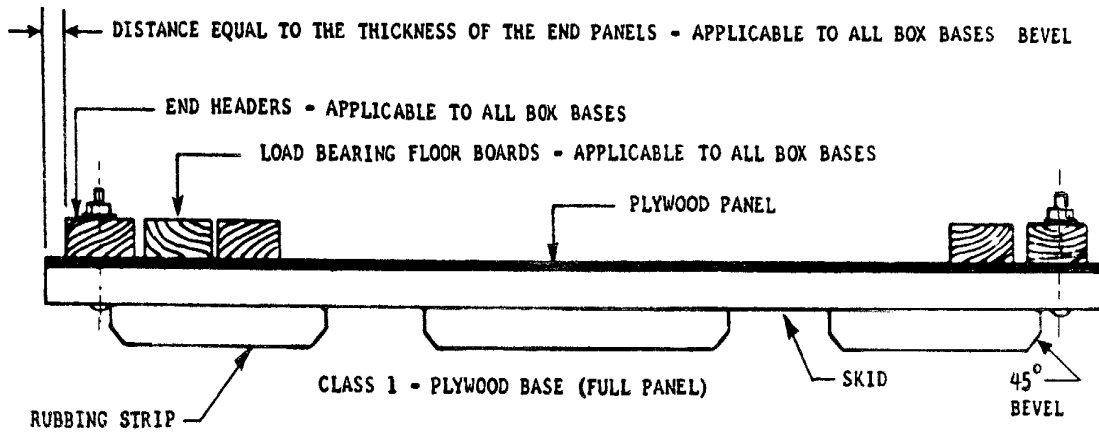 DISTANCE EQUAL TO THE THICKNESS OF THE END PANELS - APPLICABLE TO ALL BOX BASES BEVEL
END HEADERS - APPLICABLE TO ALL BOX BASES
LOAD BEARING FLOOR BOARDS - APPLICABLE TO ALL BOX BASES
PLYWOOD PANEL
CLASS 1 - PLYWOOD BASE (FULL PANEL)
SKID
45°
BEVEL
RUBBING STRIP